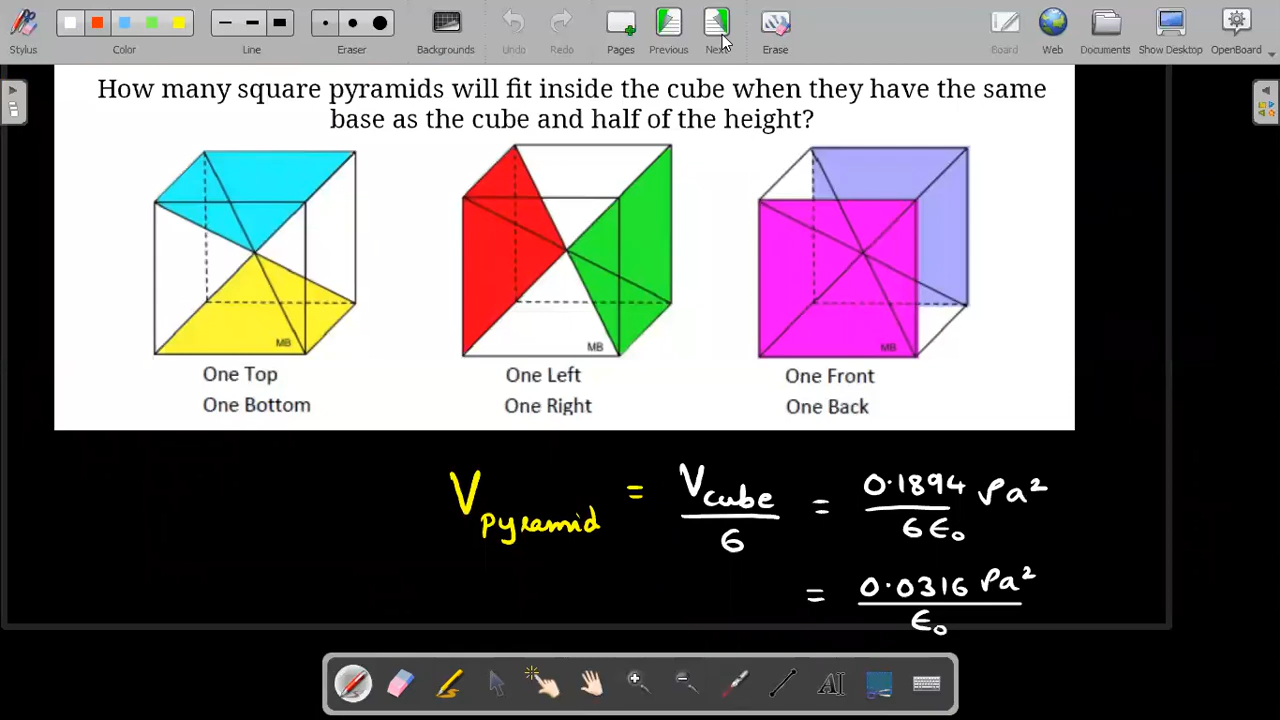 Stylus Color Line Eraser Backgrounds Undo Redo Pages Previous Next Erase Board Web Documents Show Desktop OpenBoard
How many square pyramids will fit inside the cube when they have the same
base as the cube and half of the height?
MB MB MB
One Top One Left One Front
One Bottom One Right One Back
V_pyramid = V_cube / 6 = 0.1894 ρa² / 6ϵ₀
= 0.0316 ρa² / ϵ₀
AI